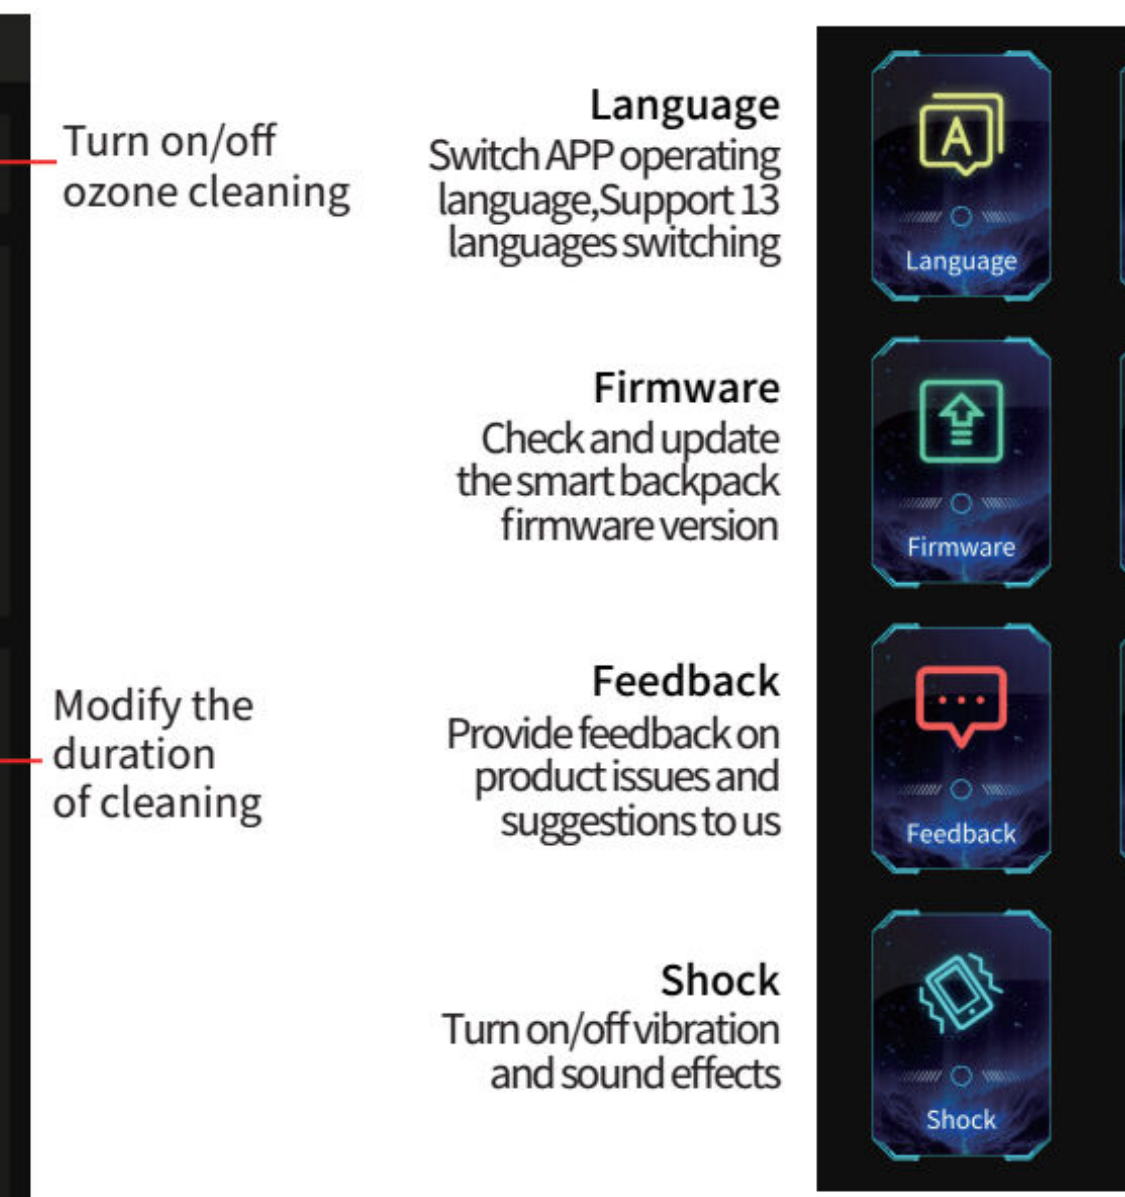 Turn on/off
ozone cleaning
Modify the
duration
of cleaning
Language
Switch APP operating
language,Support 13
languages switching
Firmware
Check and update
the smart backpack
firmware version
Feedback
Provide feedback on
product issues and
suggestions to us
Shock
Turn on/off vibration
and sound effects
A
Language
Firmware
Feedback
Shock